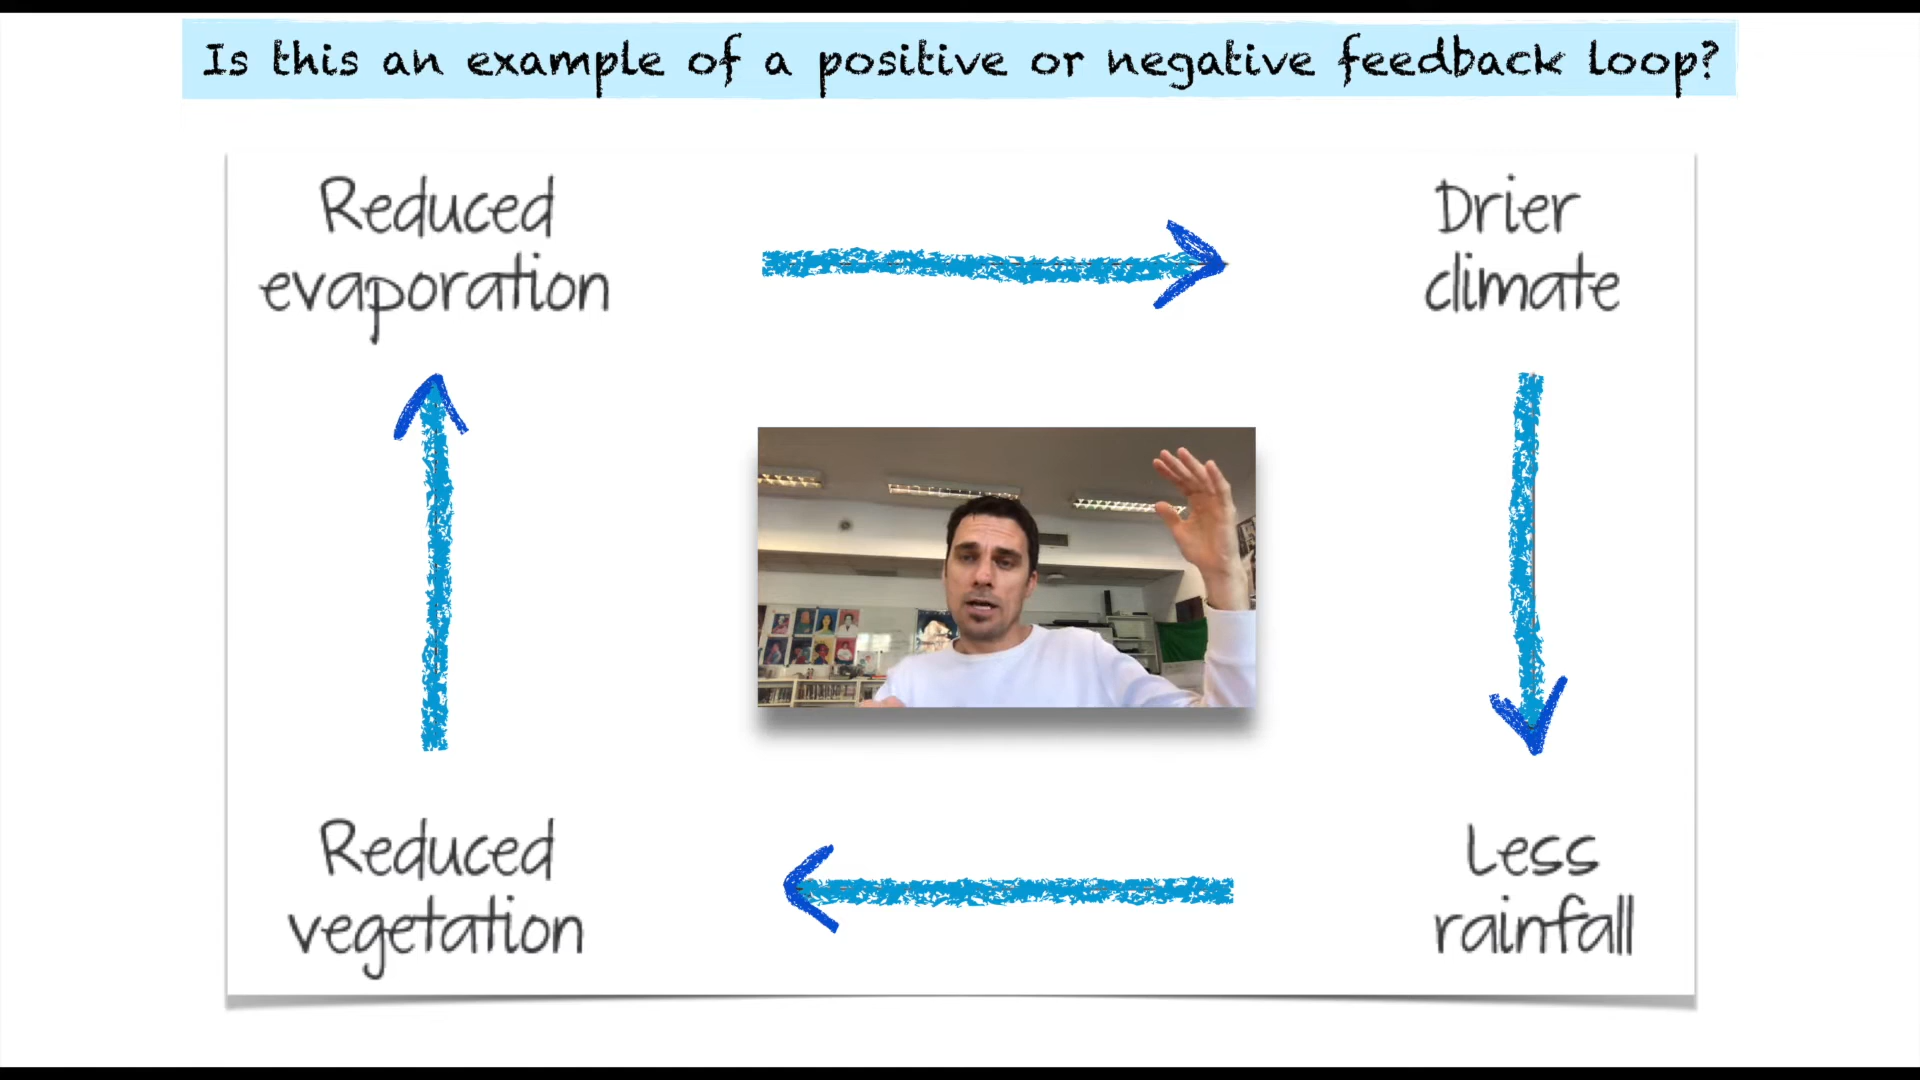 Is this an example of a positive or negative feedback loop?
Reduced
evaporation
Drier
climate
Reduced
vegetation
Less
rainfall